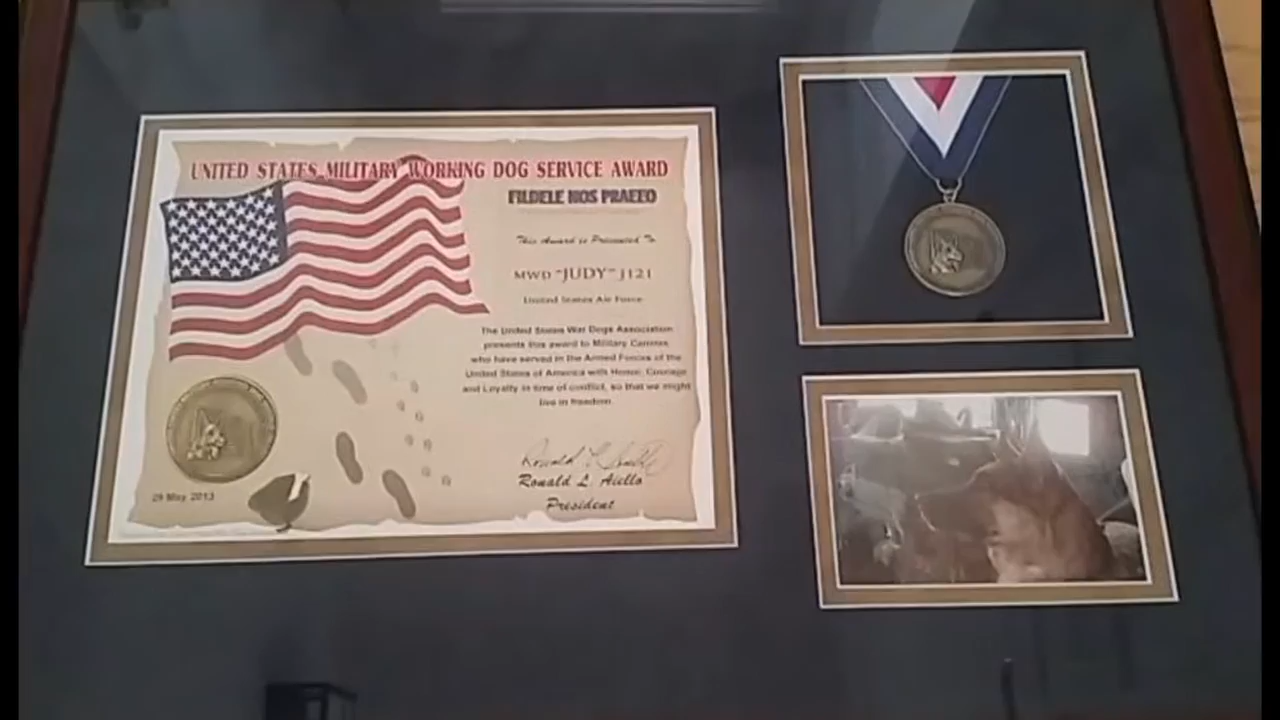 UNITED STATES MILITARY WORKING DOG SERVICE AWARD
FILDELE NOS PRAEEO
This Award is Presented To
MWD "JUDY" J121
United States Air Force
The United States War Dogs Association
presents this award to Military Canines
who have served in the Armed Forces of the
United States of America with Honor, Courage
and Loyalty in time of conflict, so that we might
live in freedom.
Ronald L. Aiello
President
29 May 2013